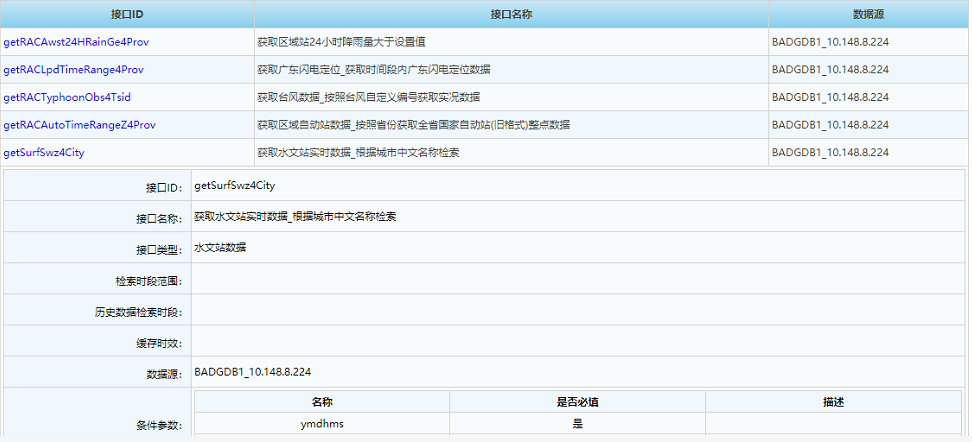 接口ID 接口名称 数据源
getRACAwst24HRainGe4Prov 获取区域站24小时降雨量大于设置值 BADGDB1_10.148.8.224
getRACLpdTimeRange4Prov 获取广东闪电定位_获取时间段内广东闪电定位数据 BADGDB1_10.148.8.224
getRACTyphoonObs4Tsid 获取台风数据_按照台风自定义编号获取实况数据 BADGDB1_10.148.8.224
getRACAutoTimeRangeZ4Prov 获取区域自动站数据_按照省份获取全省国家自动站(旧格式)整点数据 BADGDB1_10.148.8.224
getSurfSwz4City 获取水文站实时数据_根据城市中文名称检索 BADGDB1_10.148.8.224
接口ID: getSurfSwz4City
接口名称: 获取水文站实时数据_根据城市中文名称检索
接口类型: 水文站数据
检索时段范围:
历史数据检索时段:
缓存时效:
数据源: BADGDB1_10.148.8.224
名称 是否必填 描述
条件参数: ymdhms 是